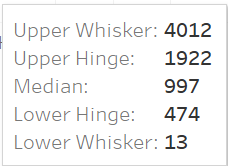 Upper Whisker: 4012
Upper Hinge: 1922
Median: 997
Lower Hinge: 474
Lower Whisker: 13